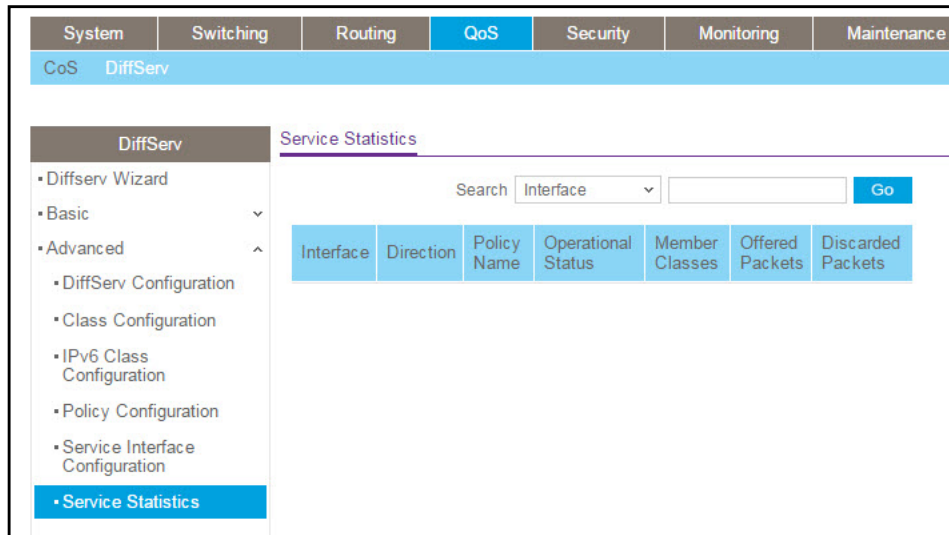 System Switching Routing QoS Security Monitoring Maintenance
CoS DiffServ
DiffServ
Diffserv Wizard
Basic
Advanced
DiffServ Configuration
Class Configuration
IPv6 Class
Configuration
Policy Configuration
Service Interface
Configuration
Service Statistics
Service Statistics
Search Interface Go
Interface Direction Policy Name Operational Status Member Classes Offered Packets Discarded Packets